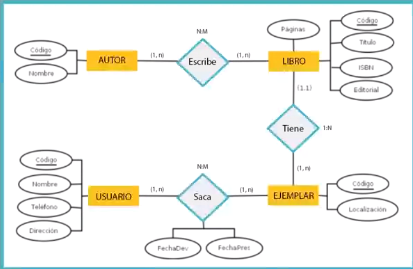 N:M
Páginas
Código
Código
AUTOR
(1, n)
Escribe
(1, n)
LIBRO
Título
Nombre
ISBN
Editorial
(1.1)
Tiene
1:N
Código
N:M
(1, n)
Código
Nombre
USUARIO
(1, n)
Saca
(1, n)
EJEMPLAR
Teléfono
Localización
Dirección
FechaDev
FechaPres